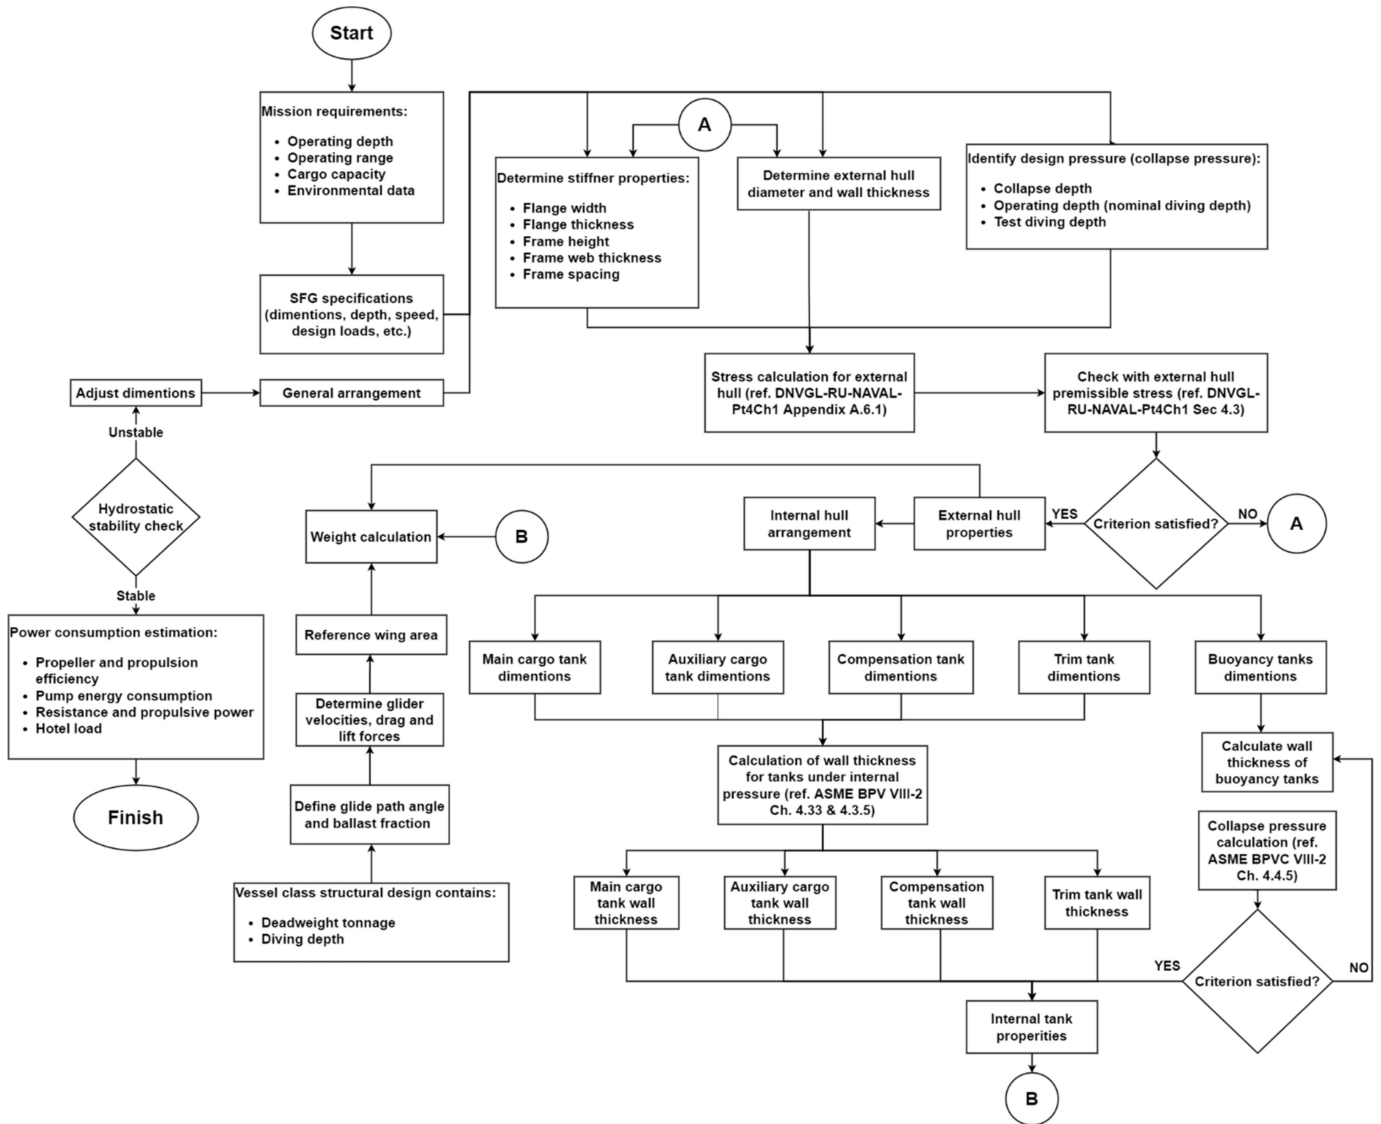 Start
Mission requirements:
• Operating depth
• Operating range
• Cargo capacity
• Environmental data
A
Determine stiffner properties:
• Flange width
• Flange thickness
• Frame height
• Frame web thickness
• Frame spacing
Determine external hull
diameter and wall thickness
Identify design pressure (collapse pressure):
• Collapse depth
• Operating depth (nominal diving depth)
• Test diving depth
SFG specifications
(dimentions, depth, speed,
design loads, etc.)
Adjust dimentions
General arrangement
Stress calculation for external
hull (ref. DNVGL-RU-NAVAL-
Pt4Ch1 Appendix A.6.1)
Check with external hull
premissible stress (ref. DNVGL-
RU-NAVAL-Pt4Ch1 Sec 4.3)
Unstable
Hydrostatic
stability check
Stable
Weight calculation
B
Internal hull
arrangement
External hull
properties
YES
Criterion satisfied?
NO
A
Power consumption estimation:
• Propeller and propulsion
efficiency
• Pump energy consumption
• Resistance and propulsive power
• Hotel load
Finish
Reference wing area
Determine glider
velocities, drag and
lift forces
Define glide path angle
and ballast fraction
Vessel class structural design contains:
• Deadweight tonnage
• Diving depth
Main cargo tank
dimentions
Auxiliary cargo
tank dimentions
Compensation tank
dimentions
Trim tank
dimentions
Buoyancy tanks
dimentions
Calculation of wall thickness
for tanks under internal
pressure (ref. ASME BPV VIII-2
Ch. 4.33 & 4.3.5)
Calculate wall
thickness of
buoyancy tanks
Collapse pressure
calculation (ref.
ASME BPVC VIII-2
Ch. 4.4.5)
Main cargo
tank wall
thickness
Auxiliary cargo
tank wall
thickness
Compensation
tank wall
thickness
Trim tank wall
thickness
YES
Criterion satisfied?
NO
Internal tank
properities
B